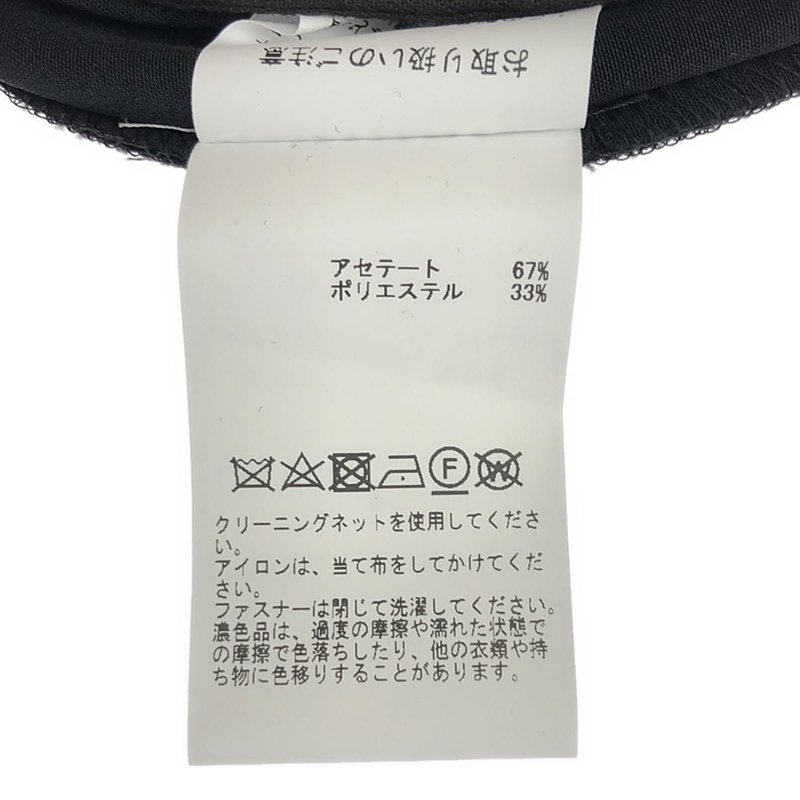 お取り扱いのご注意
アセテート 67%
ポリエステル 33%
F W
クリーニングネットを使用してくださ
い。
アイロンは、当て布をしてかけてくだ
さい。
ファスナーは閉じて洗濯してください。
濃色品は、過度の摩擦や濡れた状態で
の摩擦で色落ちしたり、他の衣類や持
ち物に色移りすることがあります。